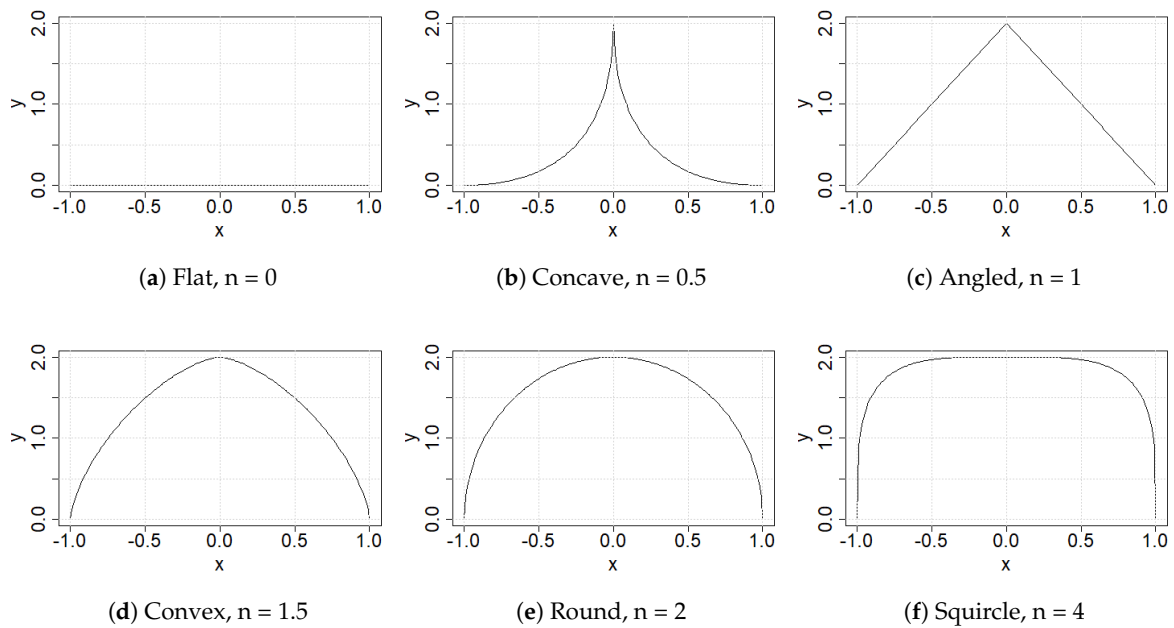 2.0 2.0 2.0
y 1.0 y 1.0 y 1.0
0.0 0.0 0.0
-1.0 -0.5 0.0 0.5 1.0 -1.0 -0.5 0.0 0.5 1.0 -1.0 -0.5 0.0 0.5 1.0
x x x
(a) Flat, n = 0 (b) Concave, n = 0.5 (c) Angled, n = 1
2.0 2.0 2.0
y 1.0 y 1.0 y 1.0
0.0 0.0 0.0
-1.0 -0.5 0.0 0.5 1.0 -1.0 -0.5 0.0 0.5 1.0 -1.0 -0.5 0.0 0.5 1.0
x x x
(d) Convex, n = 1.5 (e) Round, n = 2 (f) Squircle, n = 4